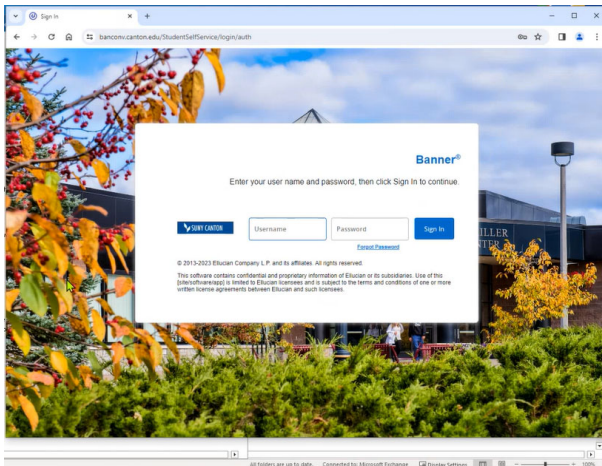 Sign In
banconv.canton.edu/StudentSelfService/login/auth
Banner®
Enter your user name and password, then click Sign In to continue.
SUNY CANTON
Username
Password
Sign In
Forgot Password
© 2013-2023 Ellucian Company L.P. and its affiliates. All rights reserved.
This software contains confidential and proprietary information of Ellucian or its subsidiaries. Use of this
[site/software/app] is limited to Ellucian licensees and is subject to the terms and conditions of one or more
written license agreements between Ellucian and such licensees.
MILLER
All folders are up to date. Connected to: Microsoft Exchange Display Settings 100%